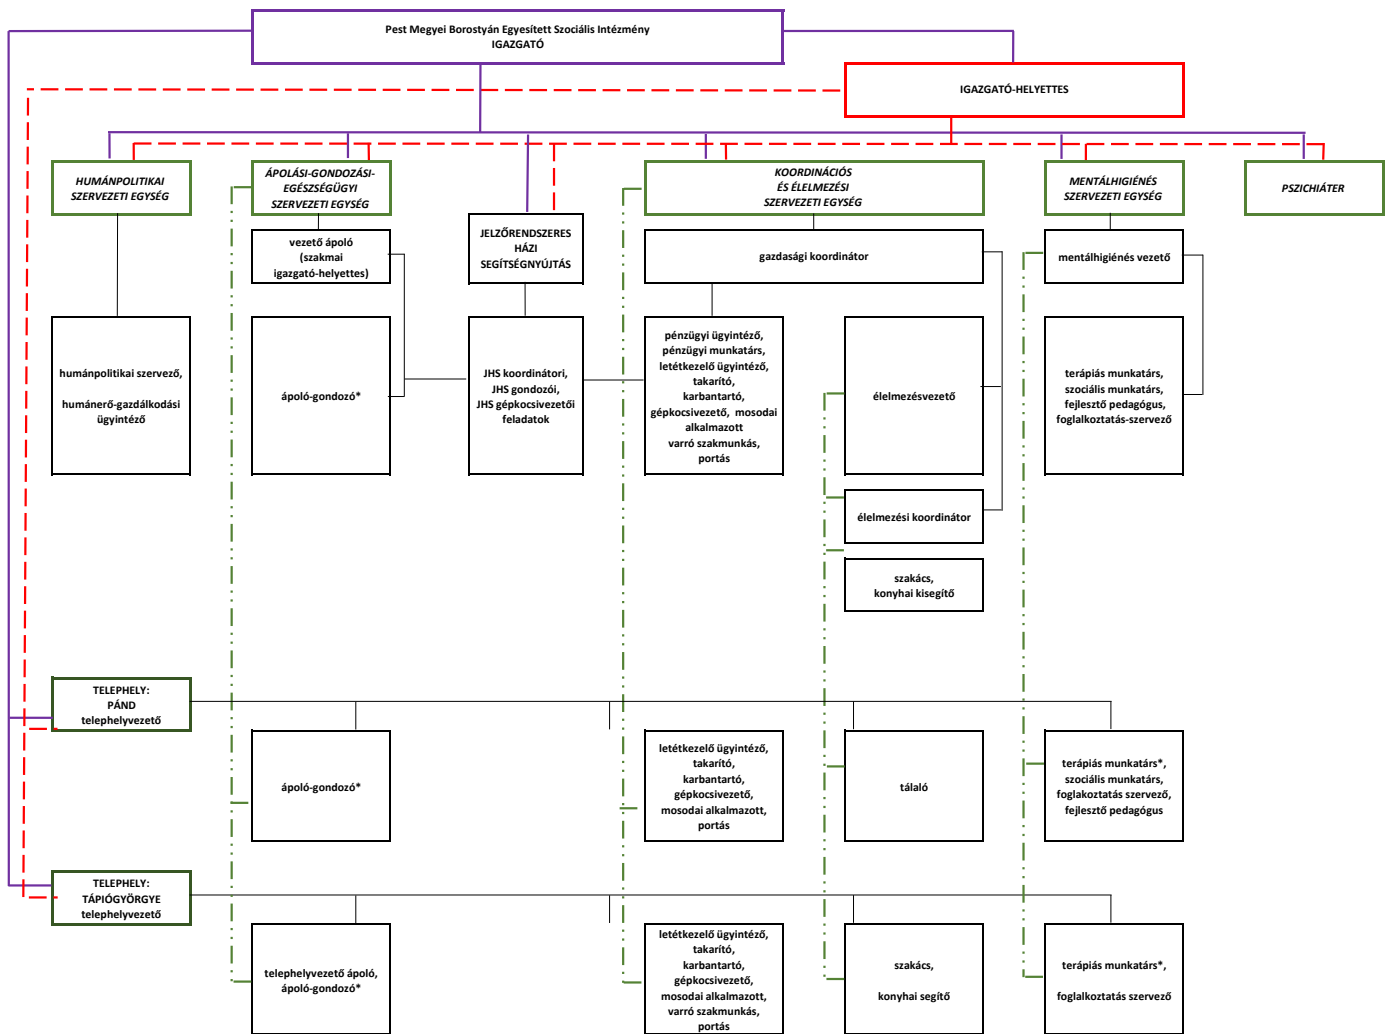 Pest Megyei Borostyán Egyesített Szociális Intézmény
IGAZGATÓ
IGAZGATÓ-HELYETTES
HUMÁNPOLITIKAI
SZERVEZETI EGYSÉG
ÁPOLÁSI-GONDOZÁSI-
EGÉSZSÉGÜGYI
SZERVEZETI EGYSÉG
KOORDINÁCIÓS
ÉS ÉLELMEZÉSI
SZERVEZETI EGYSÉG
MENTÁLHIGIÉNÉS
SZERVEZETI EGYSÉG
PSZICHIÁTER
vezető ápoló
(szakmai
igazgató-helyettes)
JELZŐRENDSZERES
HÁZI
SEGÍTSÉGNYÚJTÁS
gazdasági koordinátor
mentálhigiénés vezető
humánpolitikai szervező,
humánerő-gazdálkodási
ügyintéző
ápoló-gondozó*
JHS koordinátori,
JHS gondozói,
JHS gépkocsivezetői
feladatok
pénzügyi ügyintéző,
pénzügyi munkatárs,
letétkezelő ügyintéző,
takarító,
karbantartó,
gépkocsivezető, mosodai
alkalmazott
varró szakmunkás,
portás
élelmezésvezető
terápiás munkatárs,
szociális munkatárs,
fejlesztő pedagógus,
foglalkoztatás-szervező
élelmezési koordinátor
szakács,
konyhai kisegítő
TELEPHELY:
PÁND
telephelyvezető
ápoló-gondozó*
letétkezelő ügyintéző,
takarító,
karbantartó,
gépkocsivezető,
mosodai alkalmazott,
portás
tálaló
terápiás munkatárs*,
szociális munkatárs,
foglakoztatás szervező,
fejlesztő pedagógus
TELEPHELY:
TÁPIÓGYÖRGYE
telephelyvezető
telephelyvezető ápoló,
ápoló-gondozó*
letétkezelő ügyintéző,
takarító,
karbantartó,
gépkocsivezető,
mosodai alkalmazott,
varró szakmunkás,
portás
szakács,
konyhai segítő
terápiás munkatárs*,
foglalkoztatás szervező